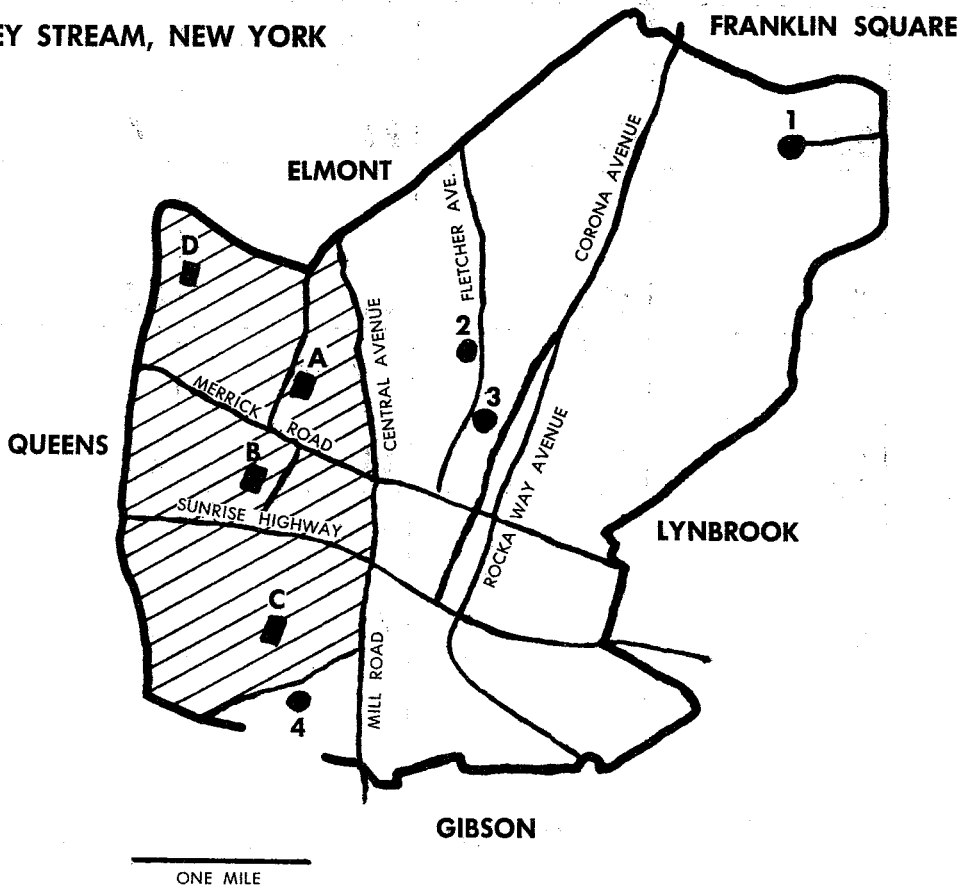 EY STREAM, NEW YORK
FRANKLIN SQUARE
1
ELMONT
FLETCHER AVE.
CORONA AVENUE
D
2
A
CENTRAL AVENUE
3
MERRICK ROAD
QUEENS
B
ROCKAWAY AVENUE
SUNRISE HIGHWAY
LYNBROOK
C
MILL ROAD
4
GIBSON
ONE MILE